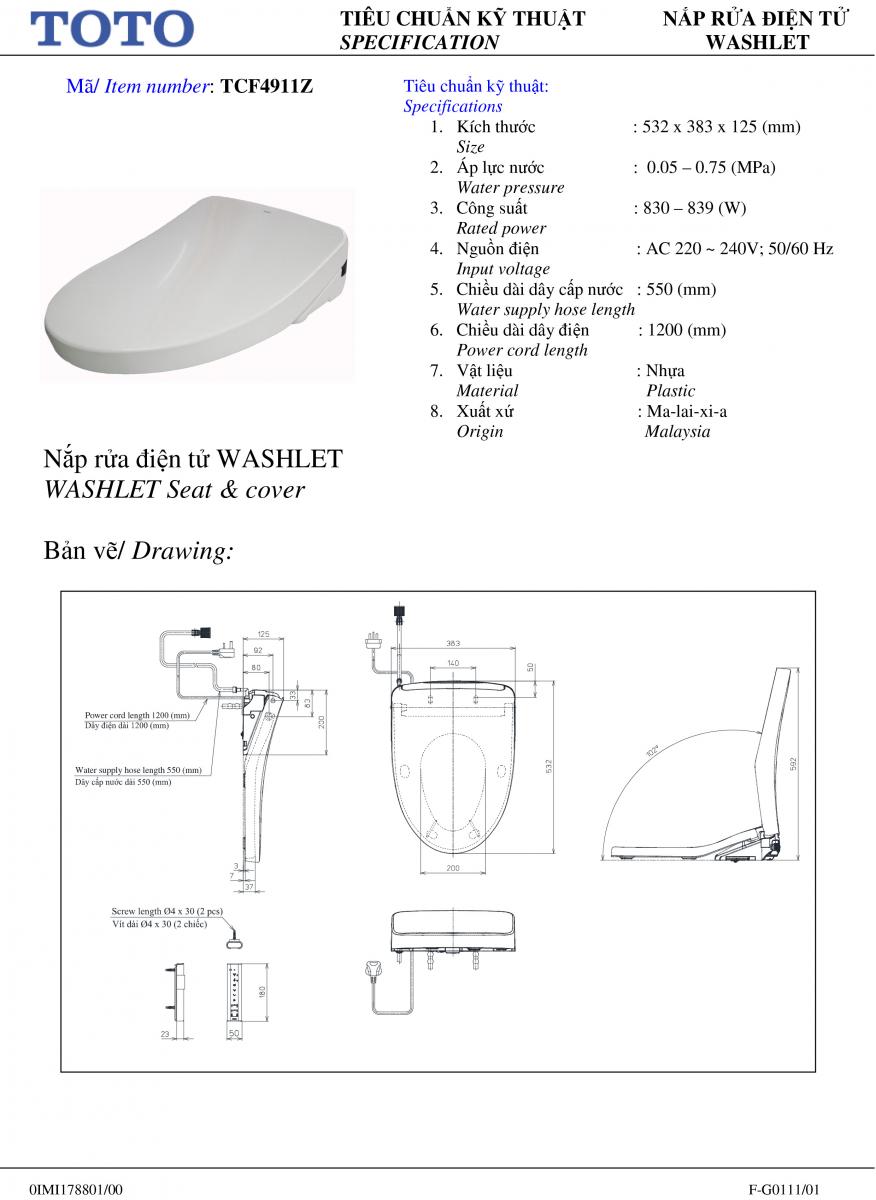 TOTO
TIÊU CHUẨN KỸ THUẬT
SPECIFICATION
NẮP RỬA ĐIỆN TỬ
WASHLET
Mã/ Item number: TCF4911Z
Tiêu chuẩn kỹ thuật:
Specifications
1. Kích thước : 532 x 383 x 125 (mm)
Size
2. Áp lực nước : 0.05 – 0.75 (MPa)
Water pressure
3. Công suất : 830 – 839 (W)
Rated power
4. Nguồn điện : AC 220 ~ 240V; 50/60 Hz
Input voltage
5. Chiều dài dây cấp nước : 550 (mm)
Water supply hose length
6. Chiều dài dây điện : 1200 (mm)
Power cord length
7. Vật liệu : Nhựa
Material Plastic
8. Xuất xứ : Ma-lai-xi-a
Origin Malaysia
Nắp rửa điện tử WASHLET
WASHLET Seat & cover
Bản vẽ/ Drawing:
125
92
80
33
83
200
Power cord length 1200 (mm)
Dây điện dài 1200 (mm)
Water supply hose length 550 (mm)
Dây cấp nước dài 550 (mm)
3
7
37
383
140
50
532
200
102°
592
Screw length Ø4 x 30 (2 pcs)
Vít dài Ø4 x 30 (2 chiếc)
180
23
50
0IMI178801/00
F-G0111/01